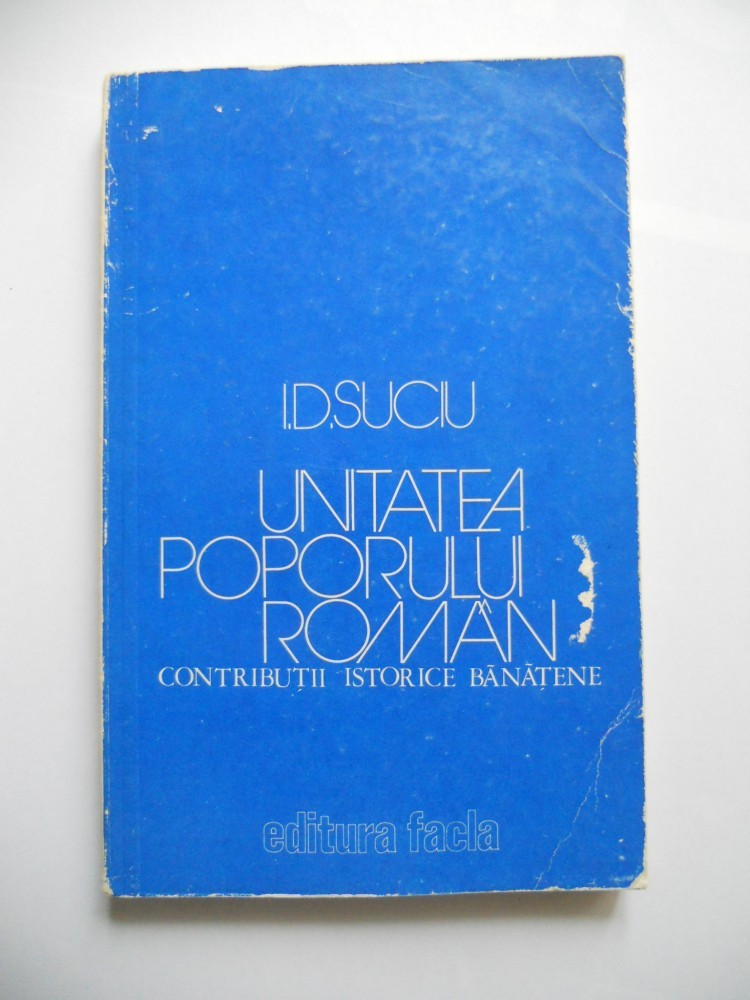 I.D.SUCIU
UNITATEA
POPORULUI
ROMÂN
CONTRIBUȚII ISTORICE BĂNĂȚENE
editura facla